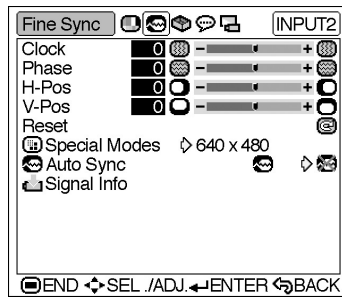 Fine Sync INPUT2
Clock 0 - +
Phase 0 - +
H-Pos 0 - +
V-Pos 0 - +
Reset
Special Modes 640 x 480
Auto Sync
Signal Info
END SEL ./ADJ. ENTER BACK